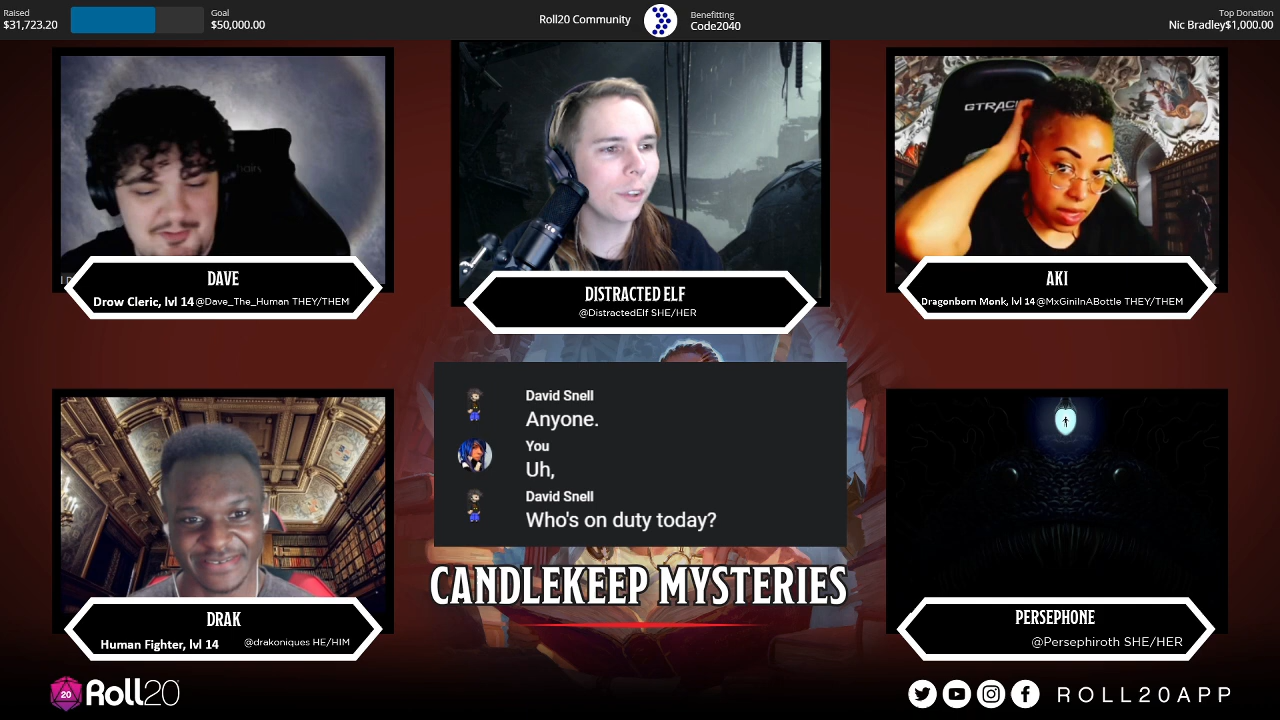 Raised
$31,723.20
Goal
$50,000.00
Roll20 Community
Benefitting
Code2040
Top Donation
Nic Bradley$1,000.00
GTRAC
hairs
DAVE
Drow Cleric, lvl 14 @Dave_The_Human THEY/THEM
DISTRACTED ELF
@DistractedElf SHE/HER
AKI
Dragonborn Monk, lvl 14 @MxGiniInABottle THEY/THEM
David Snell
Anyone.
You
Uh,
David Snell
Who's on duty today?
DRAK
Human Fighter, lvl 14 @drakoniques HE/HIM
CANDLEKEEP MYSTERIES
PERSEPHONE
@Persephiroth SHE/HER
20 Roll20
ROLL20APP